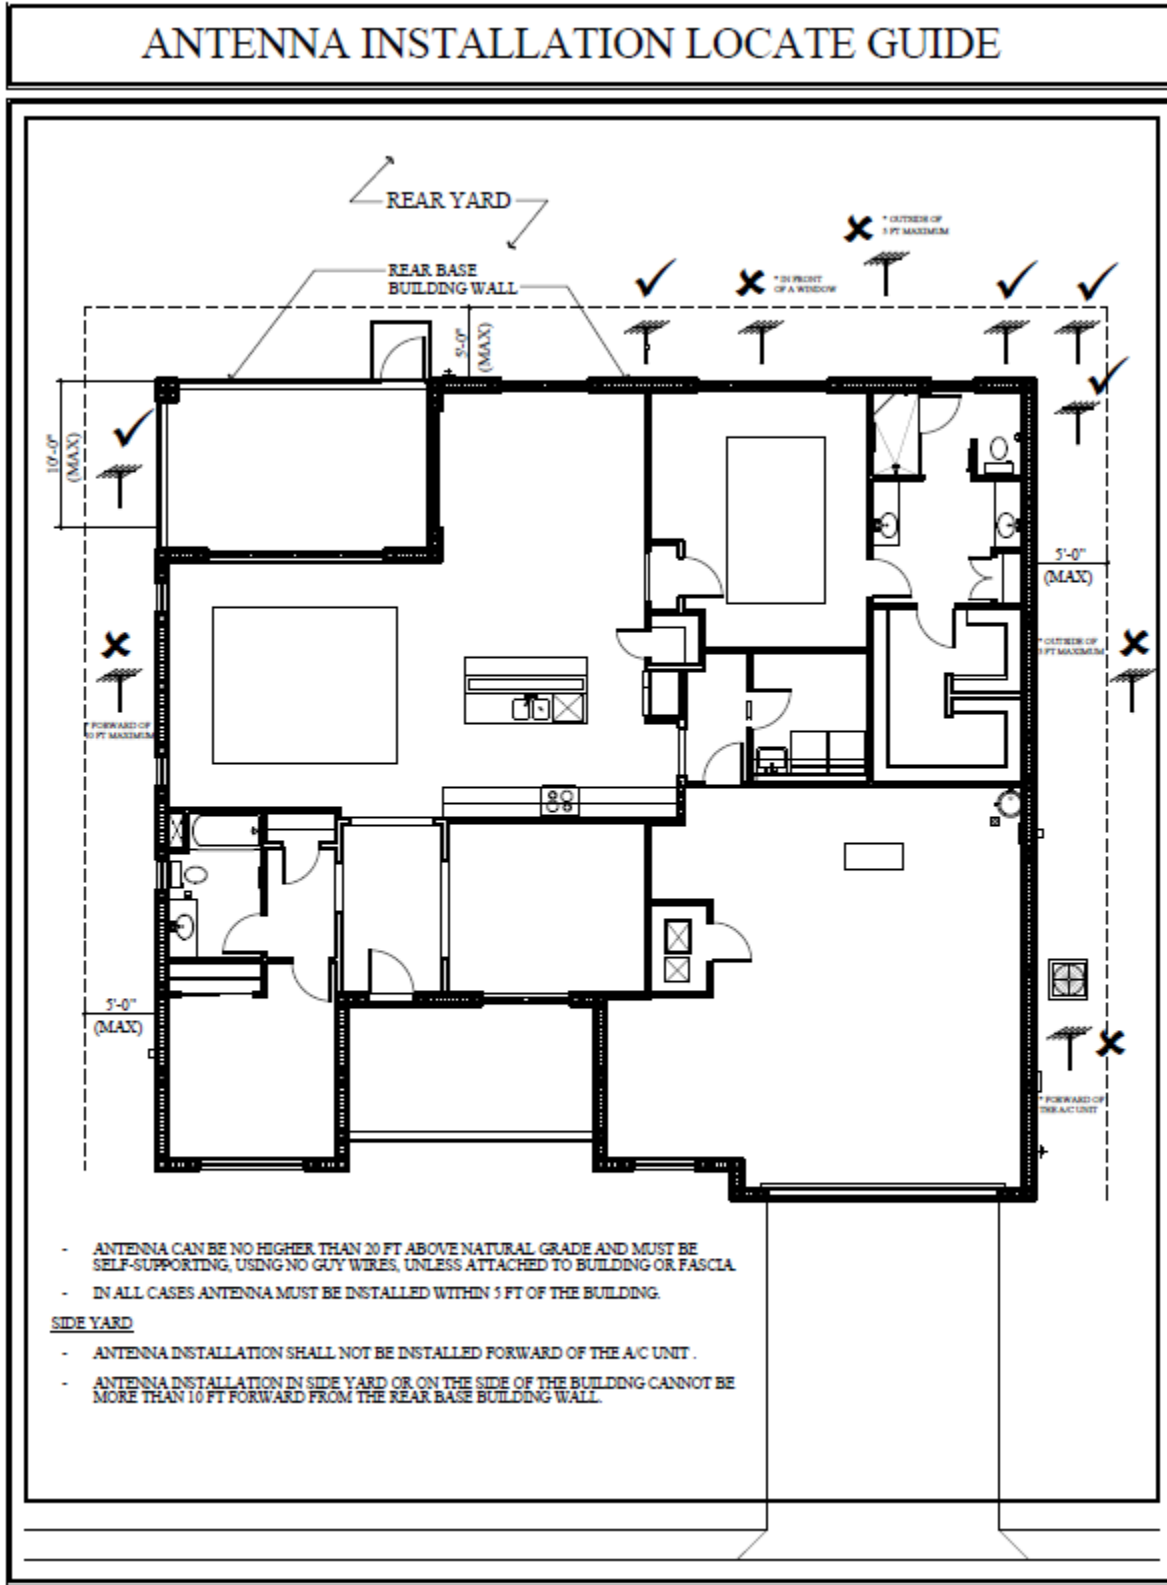 ANTENNA INSTALLATION LOCATE GUIDE
REAR YARD
* OUTSIDE OF
5 FT MAXIMUM
REAR BASE
BUILDING WALL
* IN FRONT
OF A WINDOW
5'-0"
(MAX)
10'-0"
(MAX)
5'-0"
(MAX)
* OUTSIDE OF
5 FT MAXIMUM
* FORWARD OF
10 FT MAXIMUM
5'-0"
(MAX)
* FORWARD OF
THE A/C UNIT
- ANTENNA CAN BE NO HIGHER THAN 20 FT ABOVE NATURAL GRADE AND MUST BE
SELF-SUPPORTING, USING NO GUY WIRES, UNLESS ATTACHED TO BUILDING OR FASCIA.
- IN ALL CASES ANTENNA MUST BE INSTALLED WITHIN 5 FT OF THE BUILDING.
SIDE YARD
- ANTENNA INSTALLATION SHALL NOT BE INSTALLED FORWARD OF THE A/C UNIT .
- ANTENNA INSTALLATION IN SIDE YARD OR ON THE SIDE OF THE BUILDING CANNOT BE
MORE THAN 10 FT FORWARD FROM THE REAR BASE BUILDING WALL.